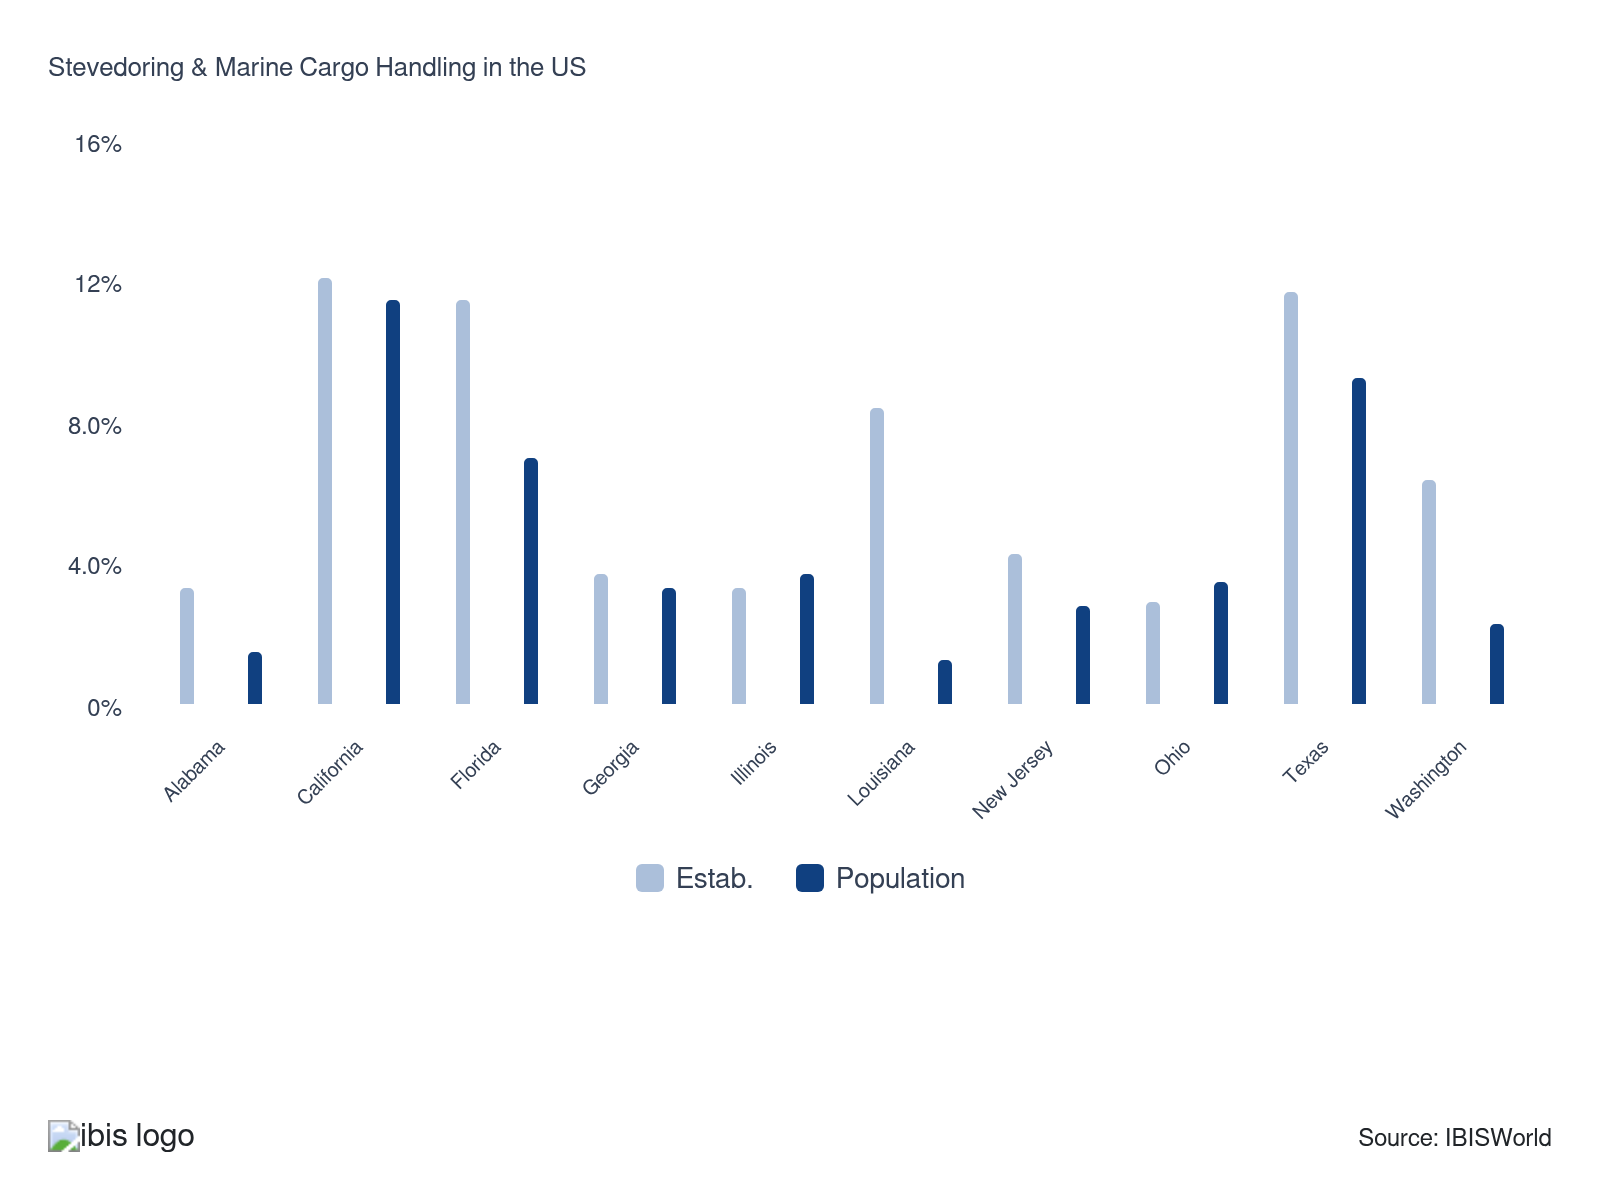 Stevedoring & Marine Cargo Handling in the US
16%
12%
8.0%
4.0%
0%
Alabama
California
Florida
Georgia
Illinois
Louisiana
New Jersey
Ohio
Texas
Washington
Estab.
Population
ibis logo
Source: IBISWorld